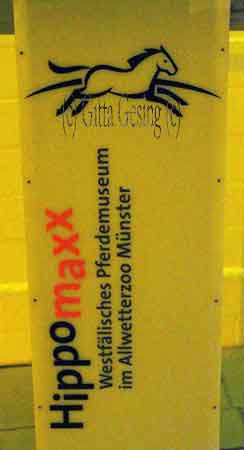 (c) Gitta Gesing (c)
Hippomaxx
Westfälisches Pferdemuseum
im Allwetterzoo Münster